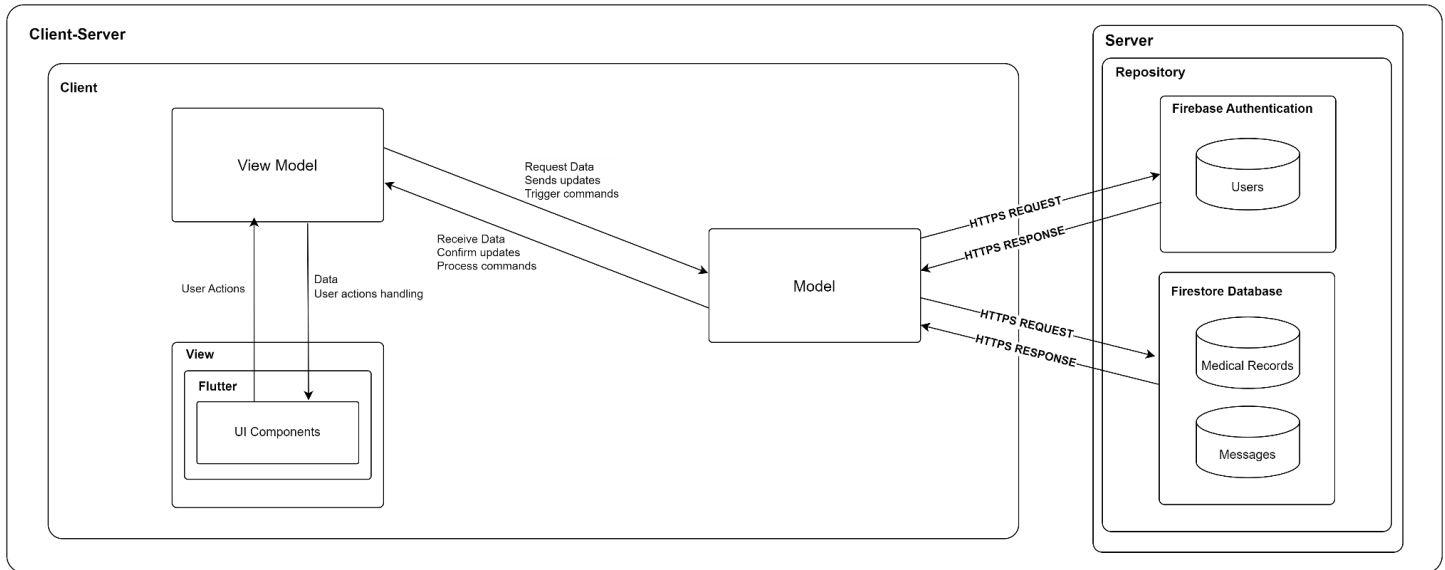 Client-Server
Server
Client
Repository
Firebase Authentication
View Model
Request Data
Sends updates
Trigger commands
Users
HTTPS REQUEST
HTTPS RESPONSE
Receive Data
Confirm updates
Process commands
User Actions
Data
User actions handling
Model
Firestore Database
HTTPS REQUEST
HTTPS RESPONSE
View
Flutter
UI Components
Medical Records
Messages